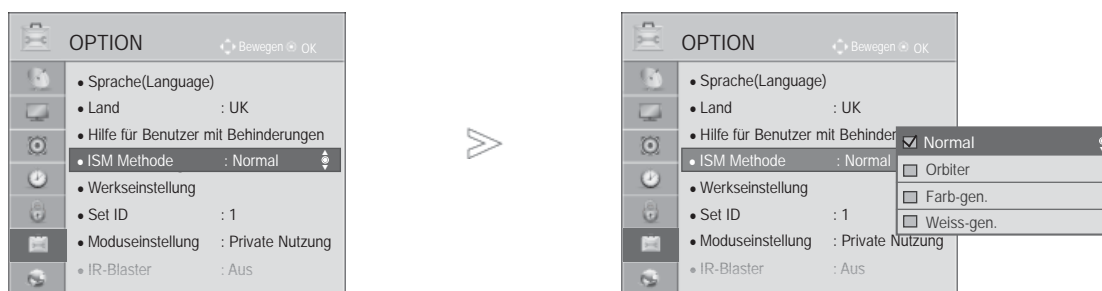 OPTION
Bewegen OK
• Sprache(Language)
• Land : UK
• Hilfe für Benutzer mit Behinderungen
• ISM Methode : Normal
• Werkseinstellung
• Set ID : 1
• Moduseinstellung : Private Nutzung
• IR-Blaster : Aus
OPTION
Bewegen OK
• Sprache(Language)
• Land : UK
• Hilfe für Benutzer mit Behinder
• ISM Methode : Normal
• Werkseinstellung
• Set ID : 1
• Moduseinstellung : Private Nutzung
• IR-Blaster : Aus
Normal
Orbiter
Farb-gen.
Weiss-gen.